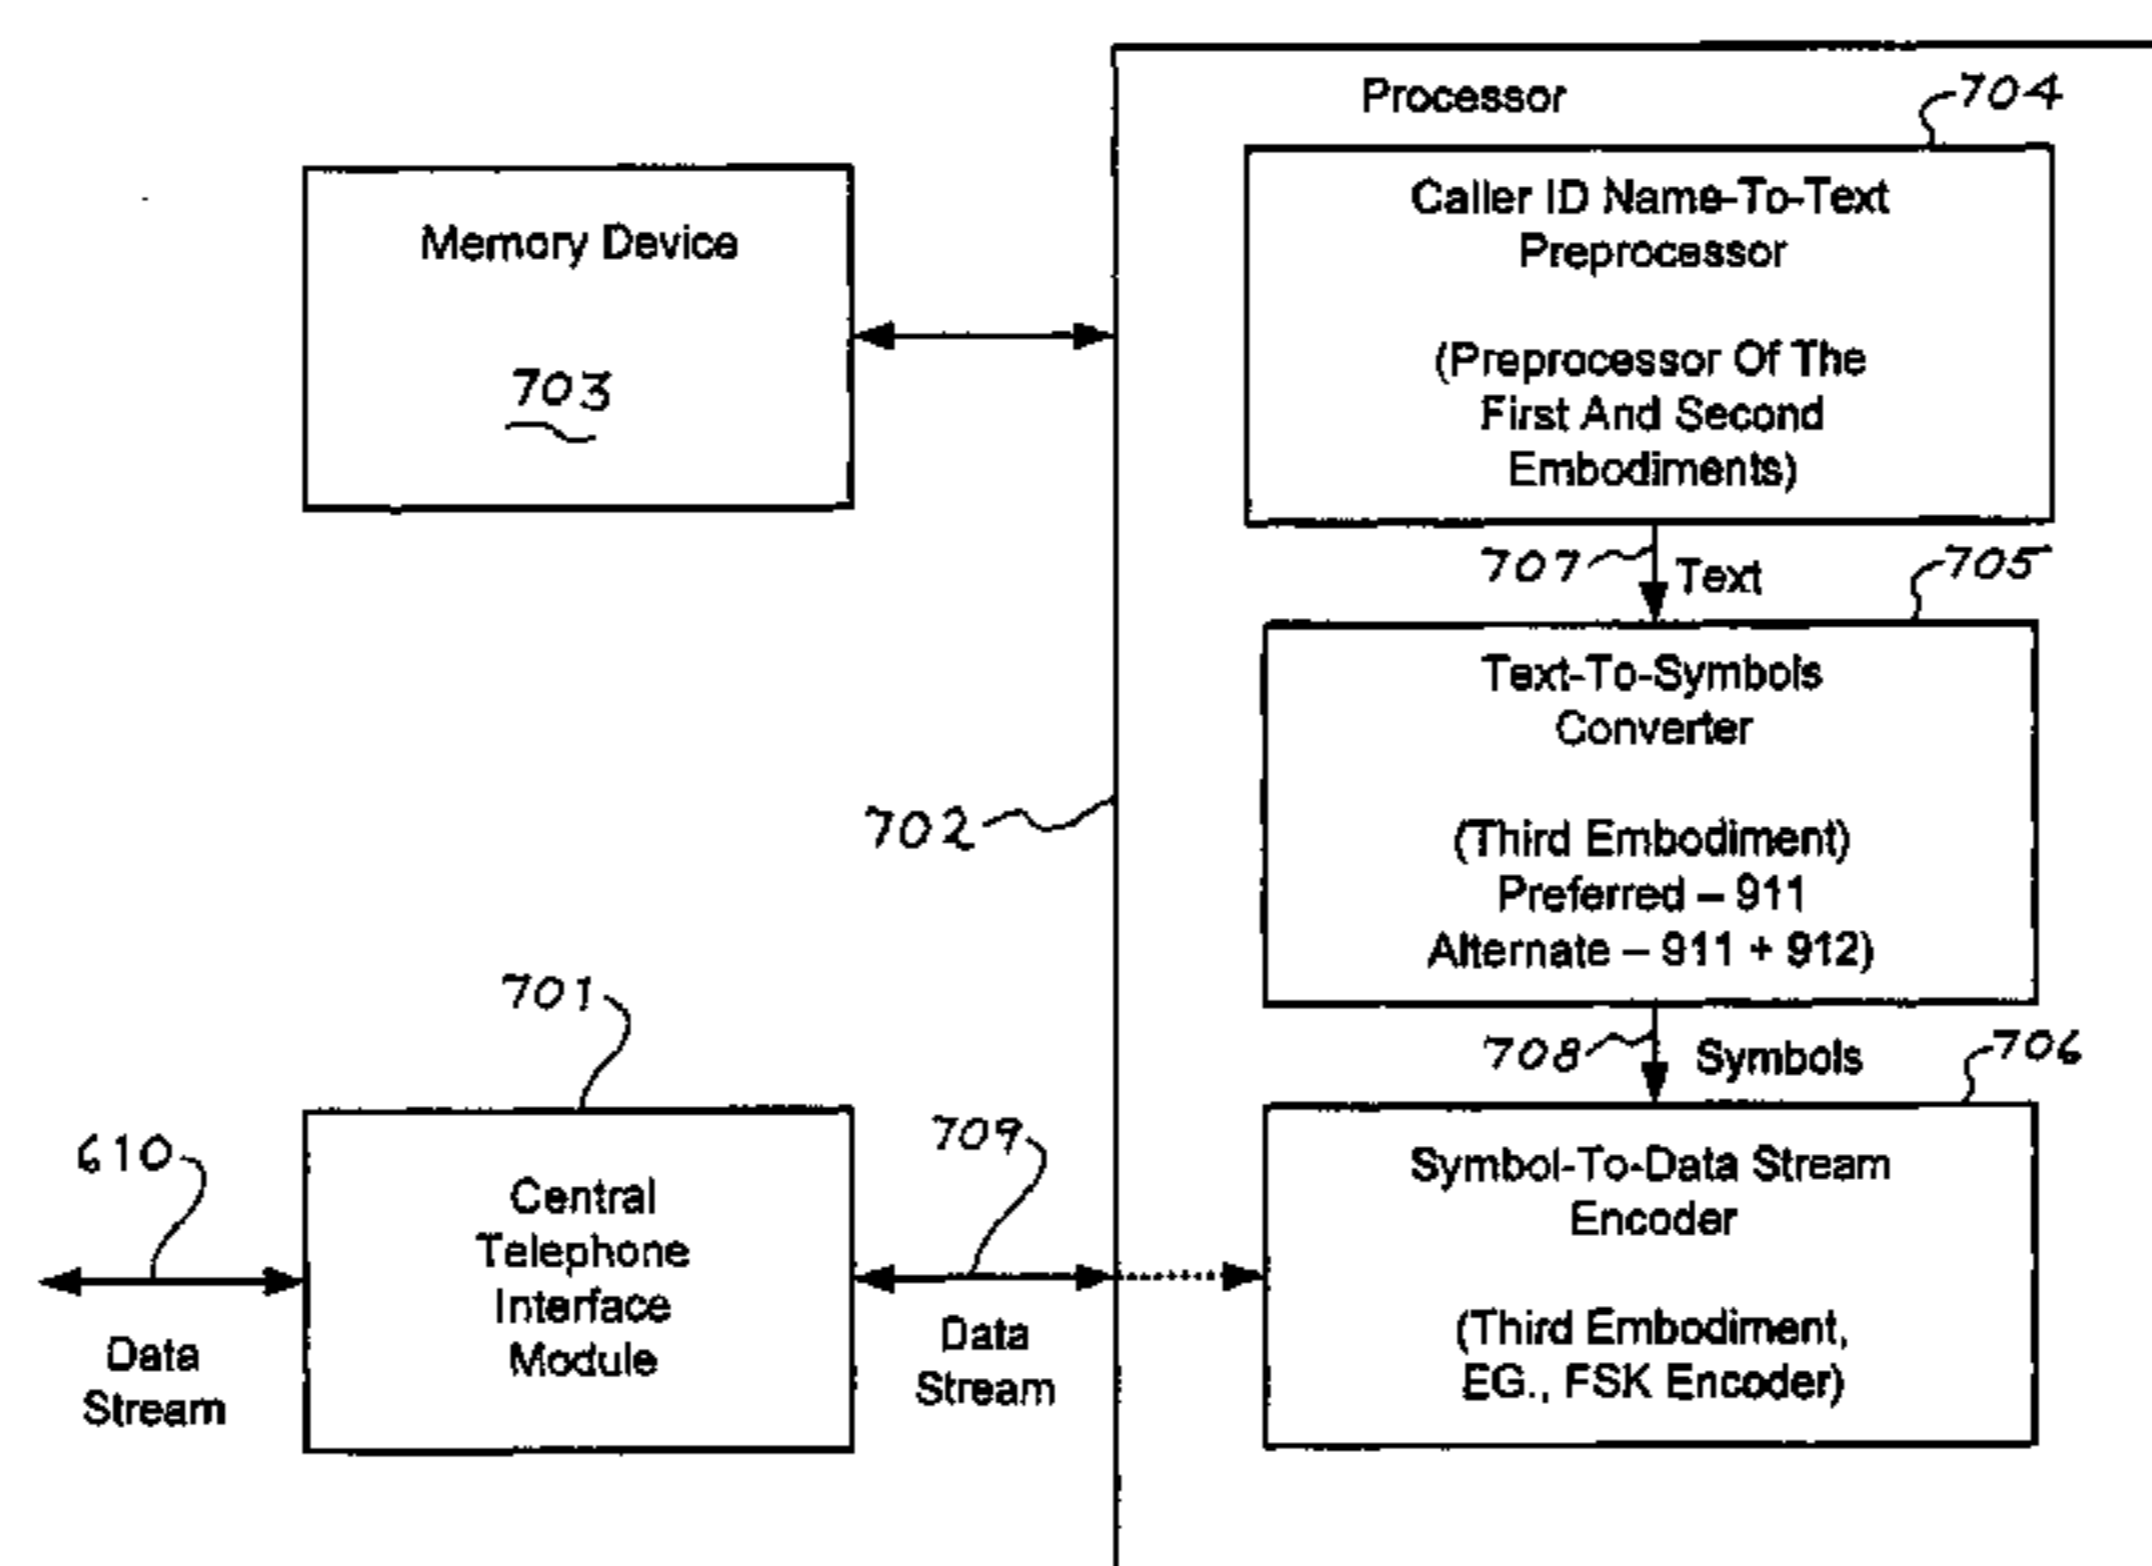 Processor
704
Caller ID Name-To-Text
Preprocessor
(Preprocessor Of The
First And Second
Embodiments)
Memory Device
703
707
Text
705
Text-To-Symbols
Converter
(Third Embodiment)
Preferred – 911
Alternate – 911 + 912)
702
708
Symbols
706
Symbol-To-Data Stream
Encoder
(Third Embodiment,
EG., FSK Encoder)
701
Central
Telephone
Interface
Module
610
Data
Stream
709
Data
Stream